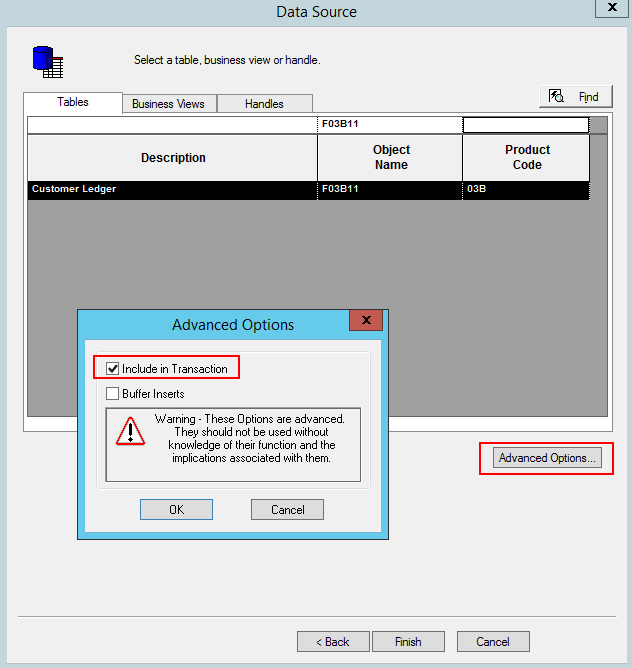 Data Source
x
Select a table, business view or handle.
Find
Tables
Business Views
Handles
F03B11
Description
Object
Name
Product
Code
Customer Ledger
F03B11
03B
Advanced Options
x
Include in Transaction
Buffer Inserts
Warning - These Options are advanced.
They should not be used without
knowledge of their function and the
implications associated with them.
OK
Cancel
Advanced Options...
< Back
Finish
Cancel